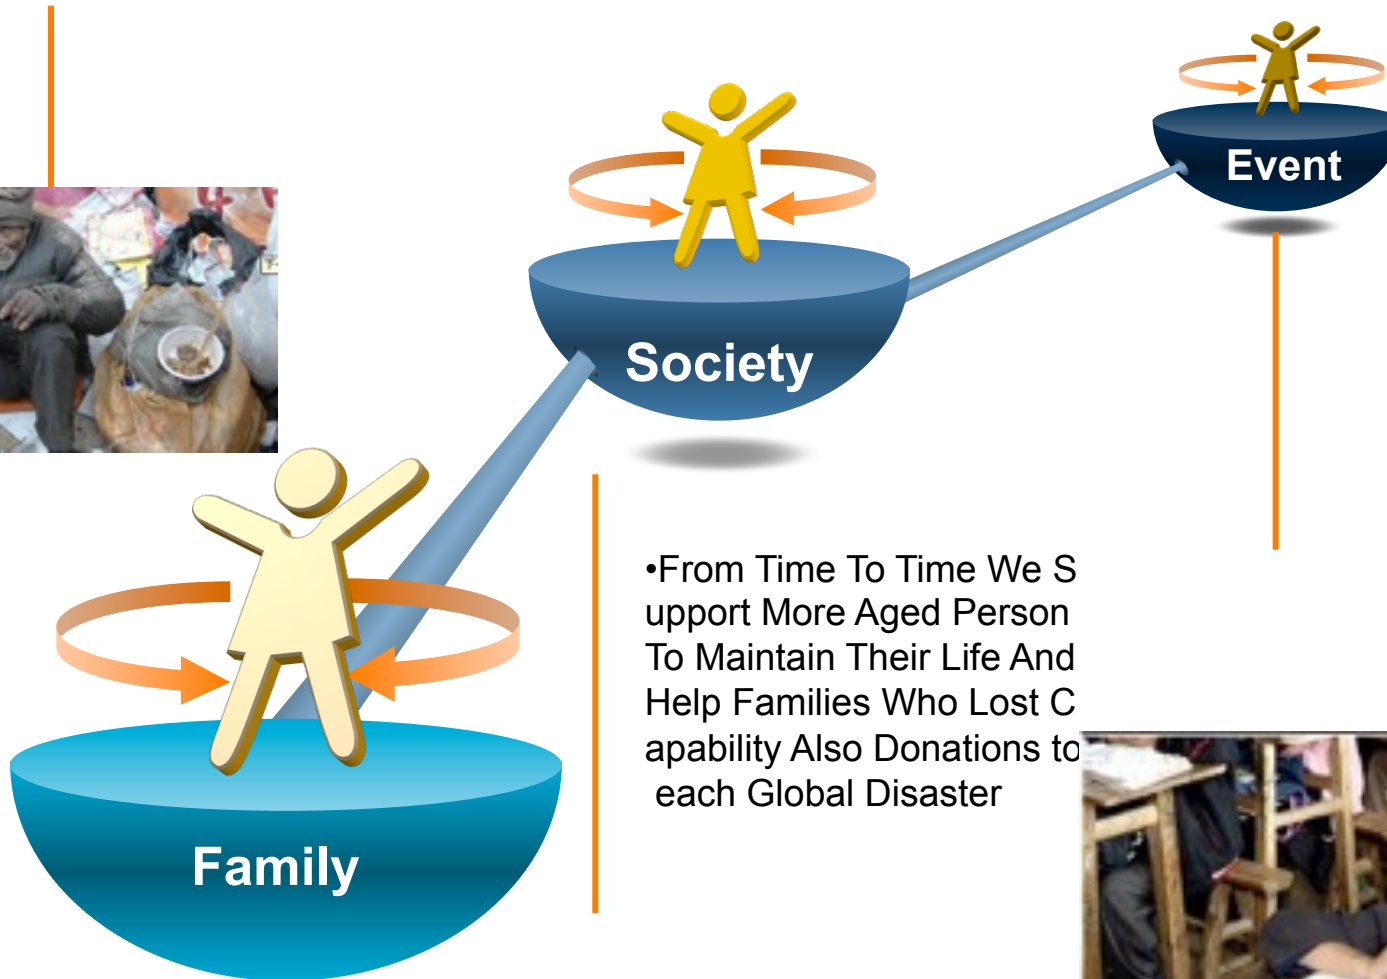 Event
Society
•From Time To Time We S
upport More Aged Person
To Maintain Their Life And
Help Families Who Lost C
apability Also Donations to
each Global Disaster
Family